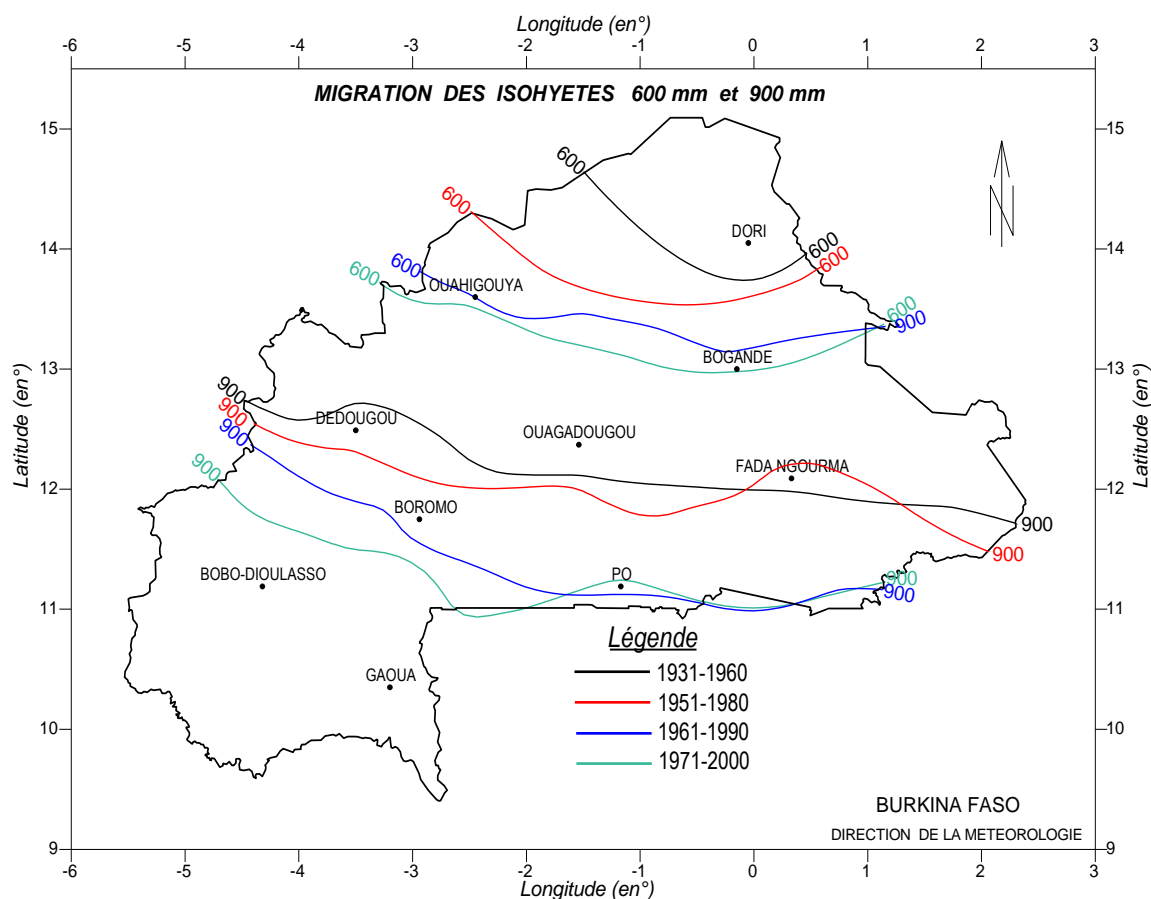 Longitude (en°)
-6 -5 -4 -3 -2 -1 0 1 2 3
MIGRATION DES ISOHYETES 600 mm et 900 mm
15 15
600
600
14 DORI 600 14
600
600
600 OUAHIGOUYA
600
900
13 BOGANDE 13
900
900 DEDOUGOU OUAGADOUGOU
900
FADA NGOURMA
900
12 12
BOROMO 900
900
BOBO-DIOULASSO PO 900
900
11 11
Légende
GAOUA 1931-1960
1951-1980
10 10
1961-1990
1971-2000
BURKINA FASO
DIRECTION DE LA METEOROLOGIE
9 9
-6 -5 -4 -3 -2 -1 0 1 2 3
Longitude (en°)
Latitude (en°)
Latitude (en°)
N